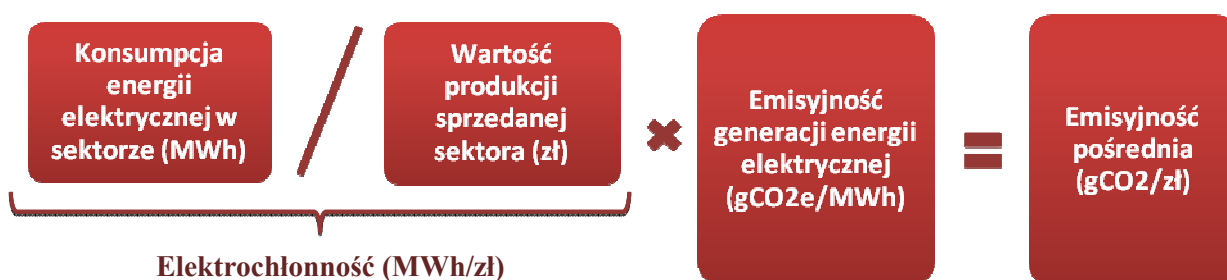 Konsumpcja
energii
elektrycznej w
sektorze (MWh)
/
Wartość
produkcji
sprzedanej
sektora (zł)
✖
Emisyjność
generacji energii
elektrycznej
(gCO2e/MWh)
=
Emisyjność
pośrednia
(gCO2/zł)
Elektrochłonność (MWh/zł)